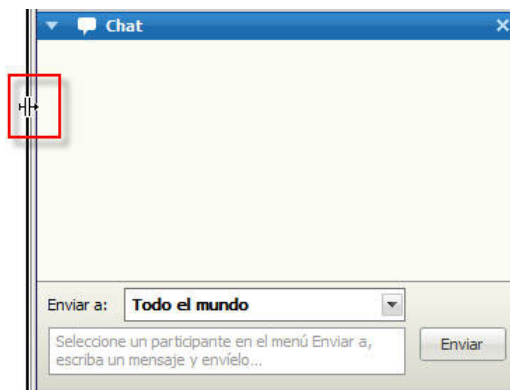 Chat
Enviar a:
Todo el mundo
Seleccione un participante en el menú Enviar a,
escriba un mensaje y envíelo...
Enviar